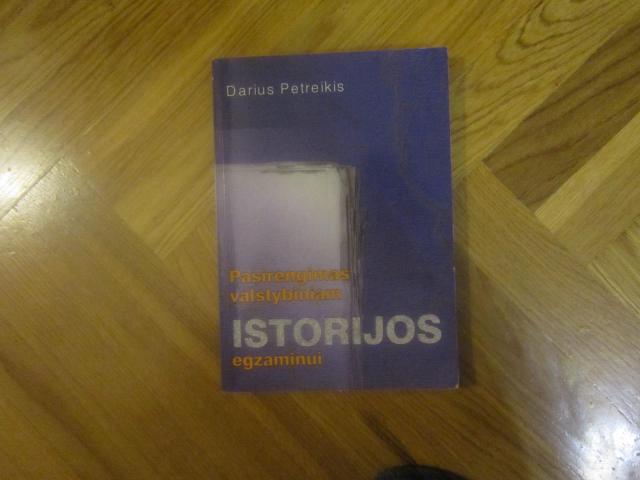 Darius Petreikis
Pasirengimas
valstybiniam
ISTORIJOS
egzaminui